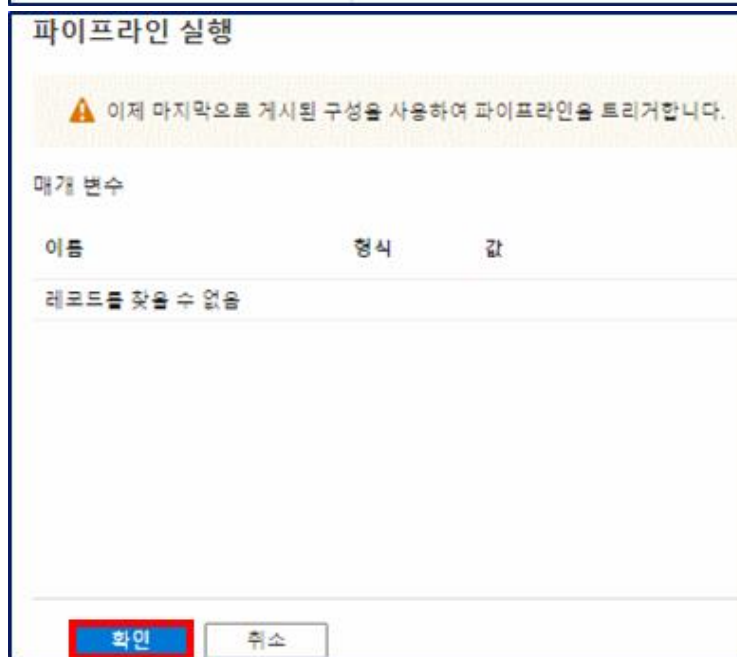 파이프라인 실행
이제 마지막으로 게시된 구성을 사용하여 파이프라인을 트리거합니다.
매개 변수
이름 형식 값
레코드를 찾을 수 없음
확인 취소